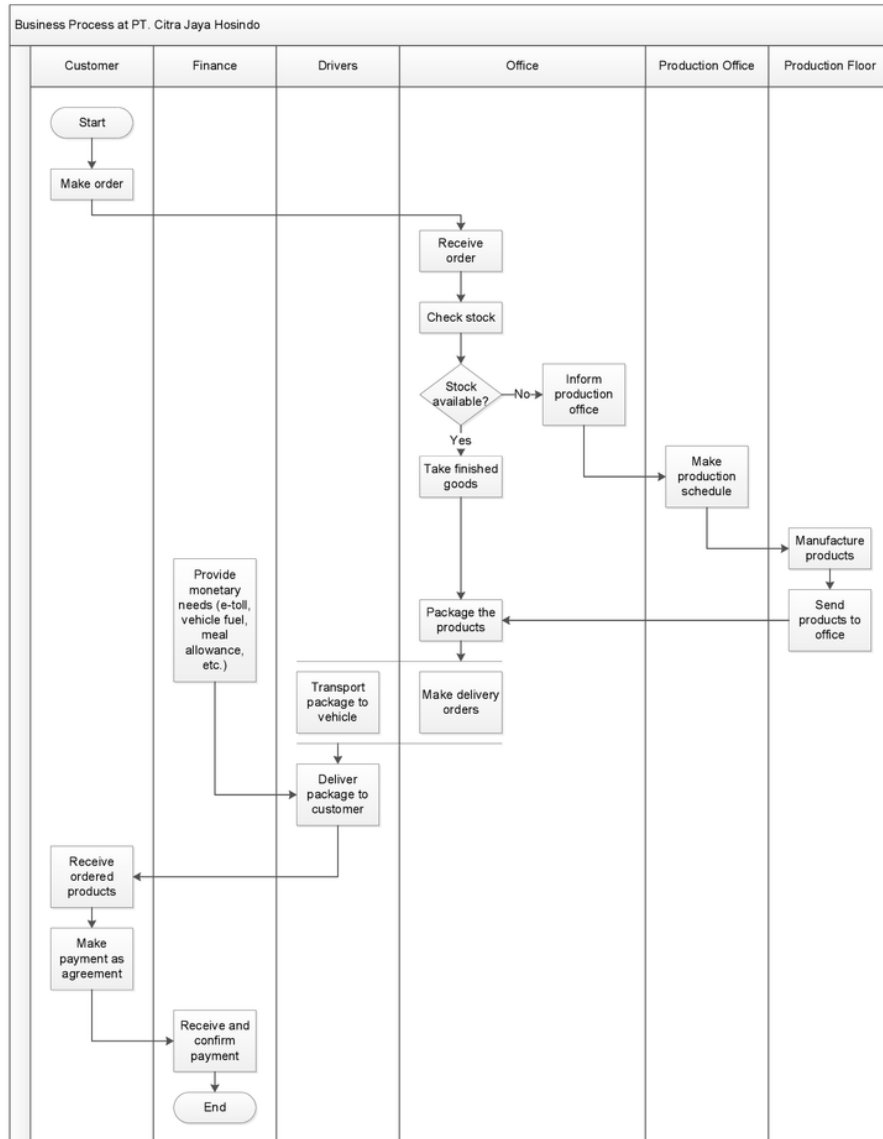 Business Process at PT. Citra Jaya Hosindo
Customer
Finance
Drivers
Office
Production Office
Production Floor
Start
Make order
Receive
order
Check stock
Stock
available?
No
Inform
production
office
Yes
Take finished
goods
Make
production
schedule
Manufacture
products
Send
products to
office
Provide
monetary
needs (e-toll,
vehicle fuel,
meal
allowance,
etc.)
Package the
products
Transport
package to
vehicle
Make delivery
orders
Deliver
package to
customer
Receive
ordered
products
Make
payment as
agreement
Receive and
confirm
payment
End